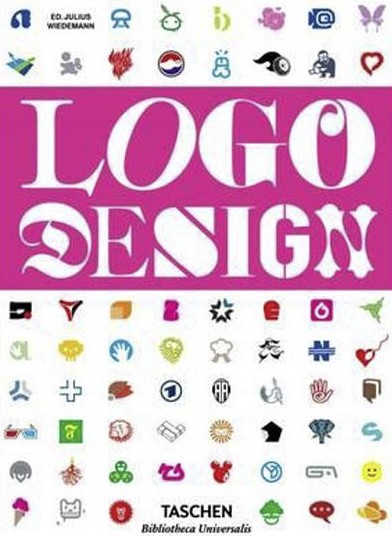 ED. JULIUS
WIEDEMANN
LOGO
DESIGN
TASCHEN
Bibliotheca Universalis